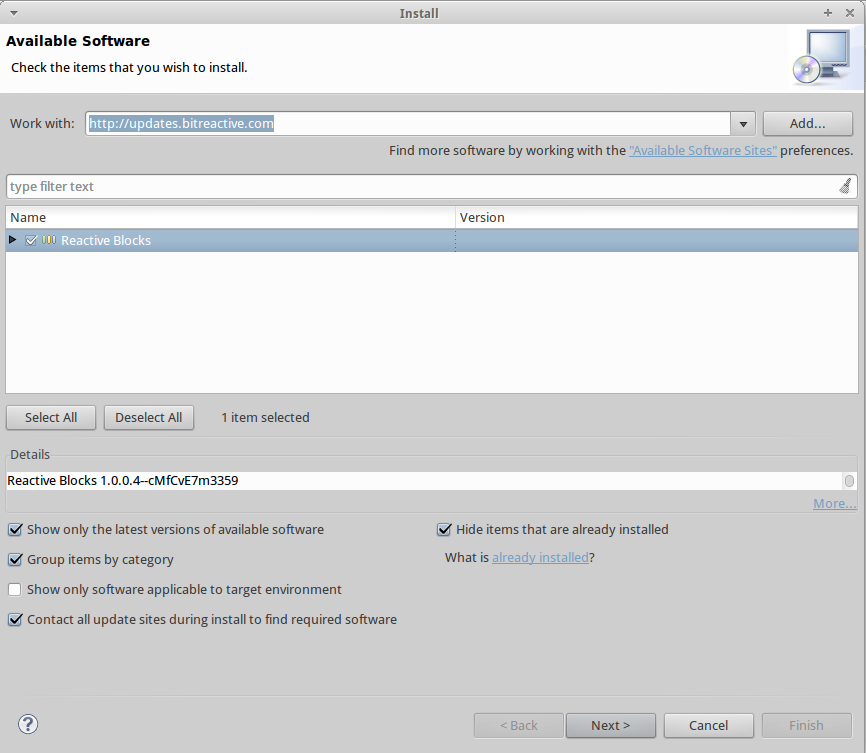 Install
Available Software
Check the items that you wish to install.
Work with: http://updates.bitreactive.com Add...
Find more software by working with the "Available Software Sites" preferences.
type filter text
Name Version
Reactive Blocks
Select All Deselect All 1 item selected
Details
Reactive Blocks 1.0.0.4--cMfCvE7m3359
More...
Show only the latest versions of available software Hide items that are already installed
Group items by category What is already installed?
Show only software applicable to target environment
Contact all update sites during install to find required software
? < Back Next > Cancel Finish